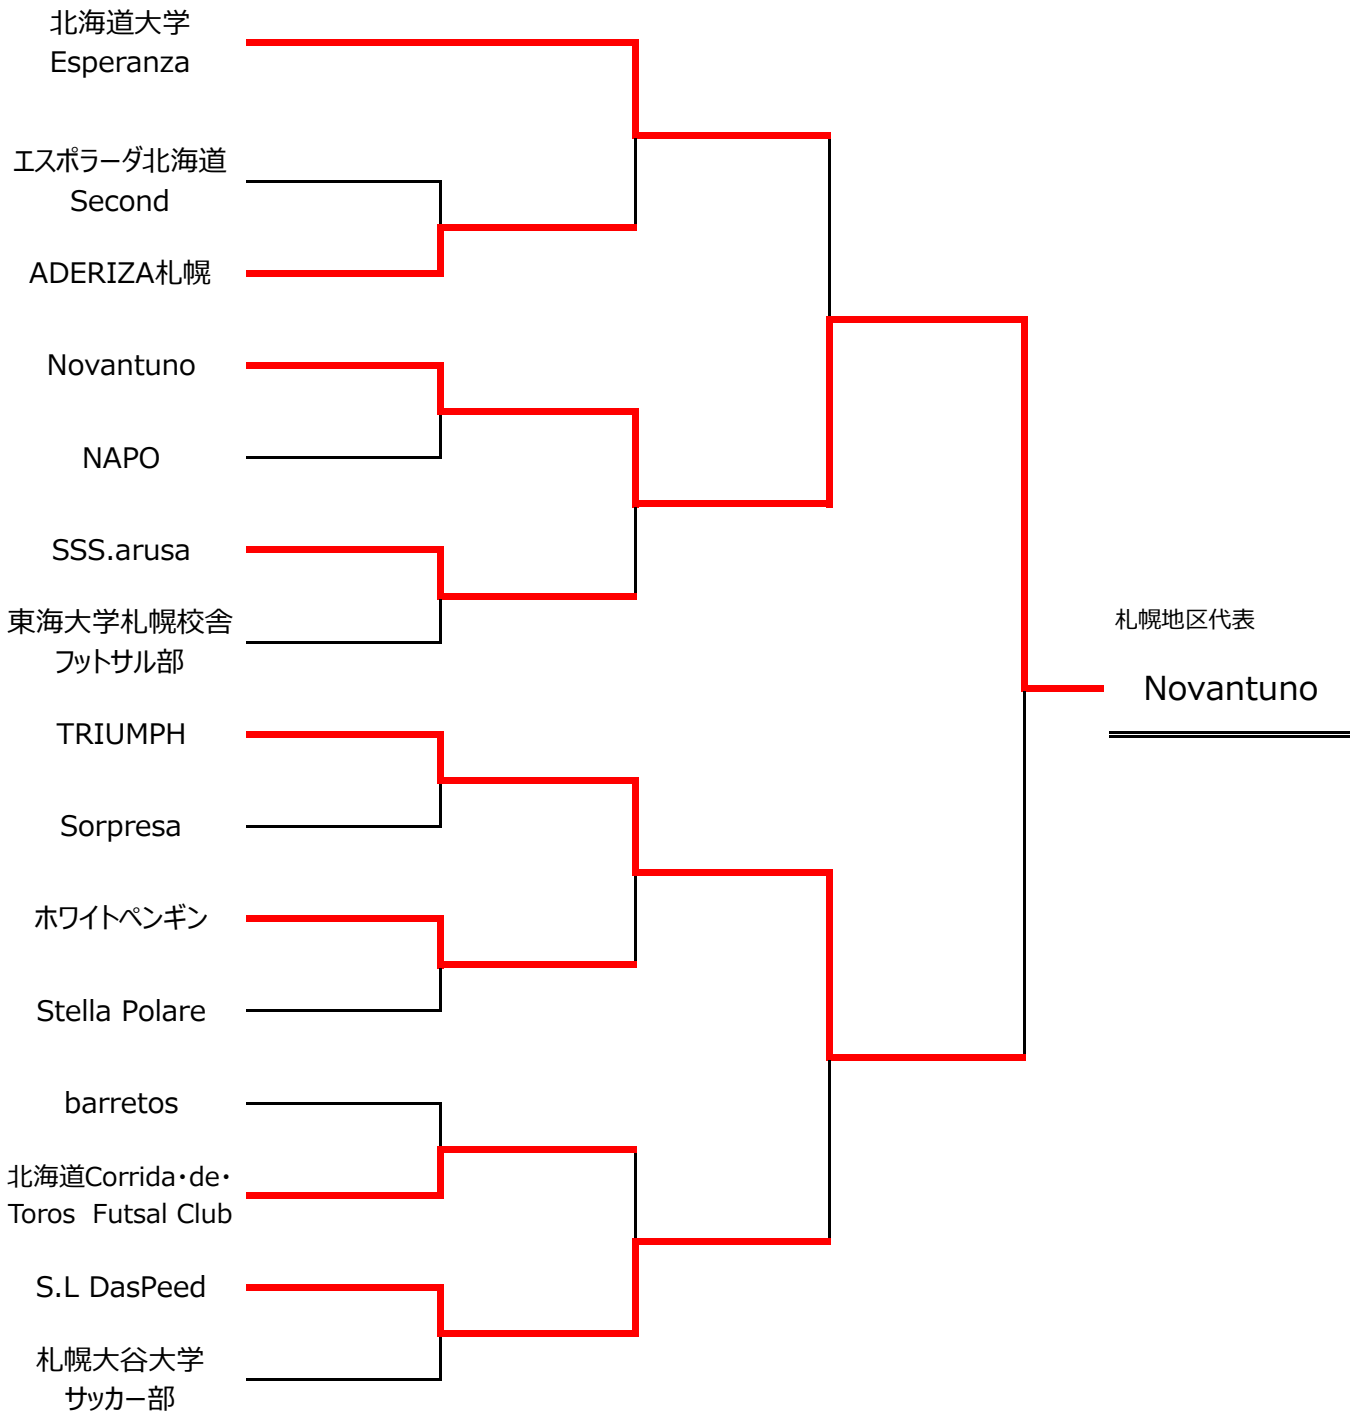 北海道大学
Esperanza
エスポラーダ北海道
Second
ADERIZA札幌
Novantuno
NAPO
SSS.arusa
東海大学札幌校舎
フットサル部
札幌地区代表
Novantuno
TRIUMPH
Sorpresa
ホワイトペンギン
Stella Polare
barretos
北海道Corrida・de・
Toros  Futsal Club
S.L DasPeed
札幌大谷大学
サッカー部